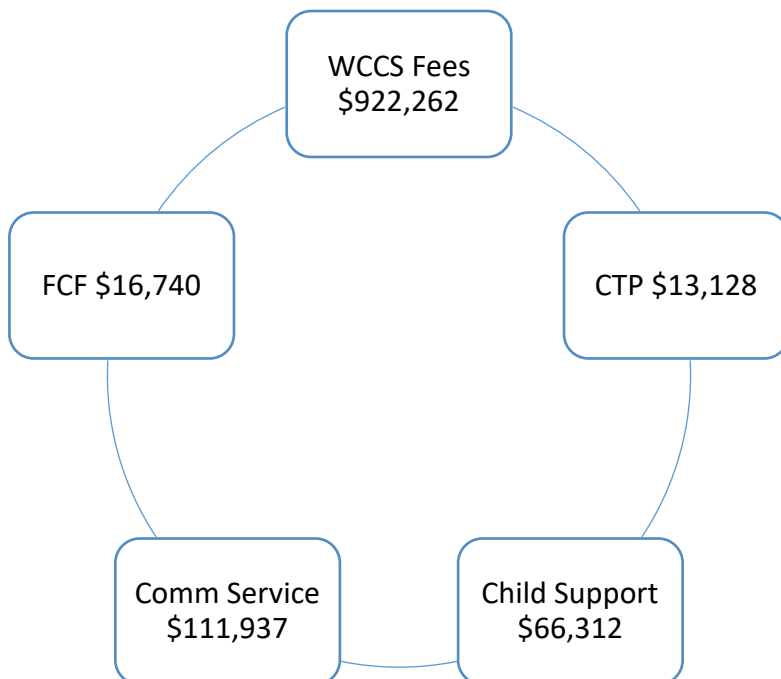 WCCS Fees
$922,262
FCF $16,740
CTP $13,128
Comm Service
$111,937
Child Support
$66,312